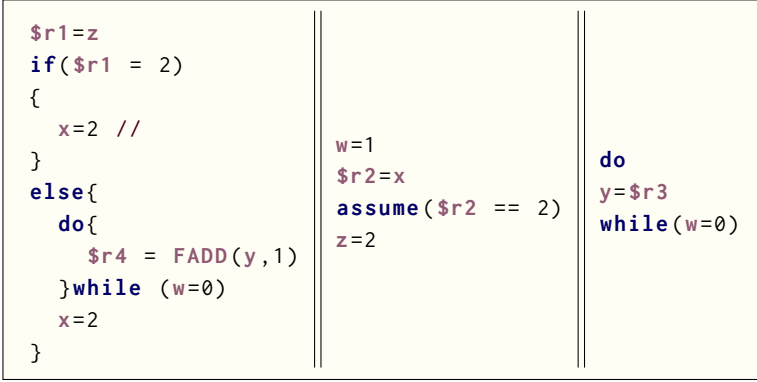 $r1=z
if($r1 = 2)
{
x=2 //
}
else{
do{
$r4 = FADD(y,1)
}while (w=0)
x=2
}
w=1
$r2=x
assume($r2 == 2)
z=2
do
y=$r3
while(w=0)